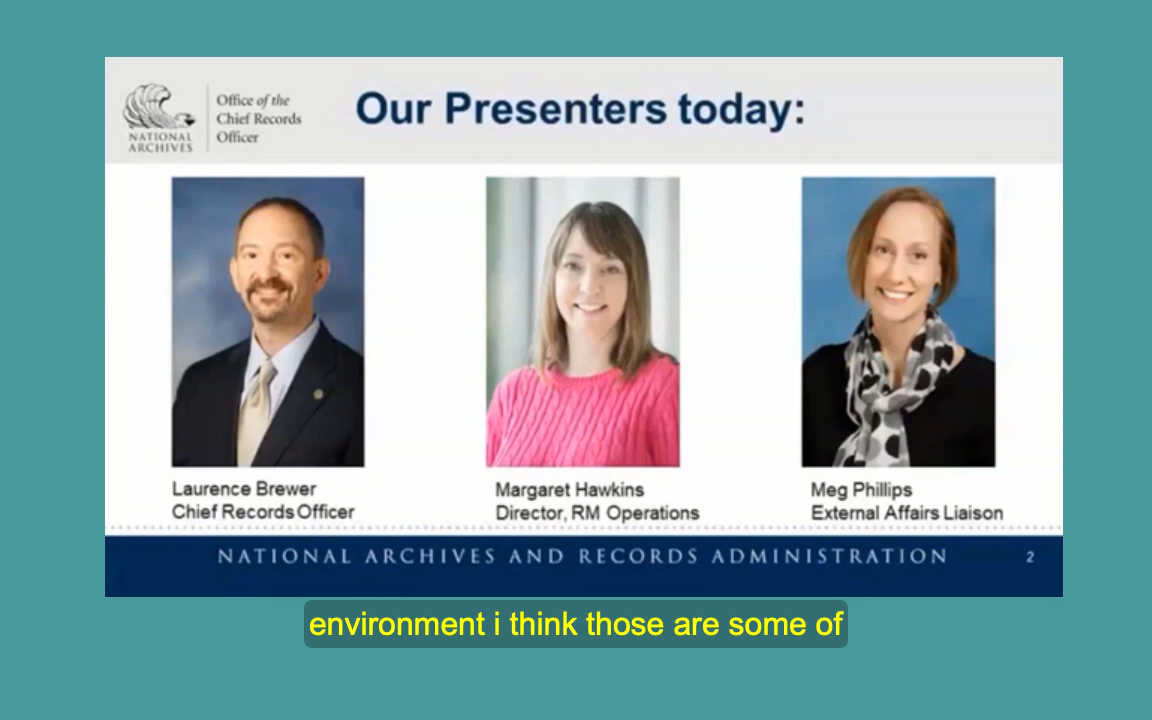 Office of the
Chief Records
Officer
NATIONAL
ARCHIVES
Our Presenters today:
Laurence Brewer
Chief Records Officer
Margaret Hawkins
Director, RM Operations
Meg Phillips
External Affairs Liaison
NATIONAL ARCHIVES AND RECORDS ADMINISTRATION
2
environment i think those are some of